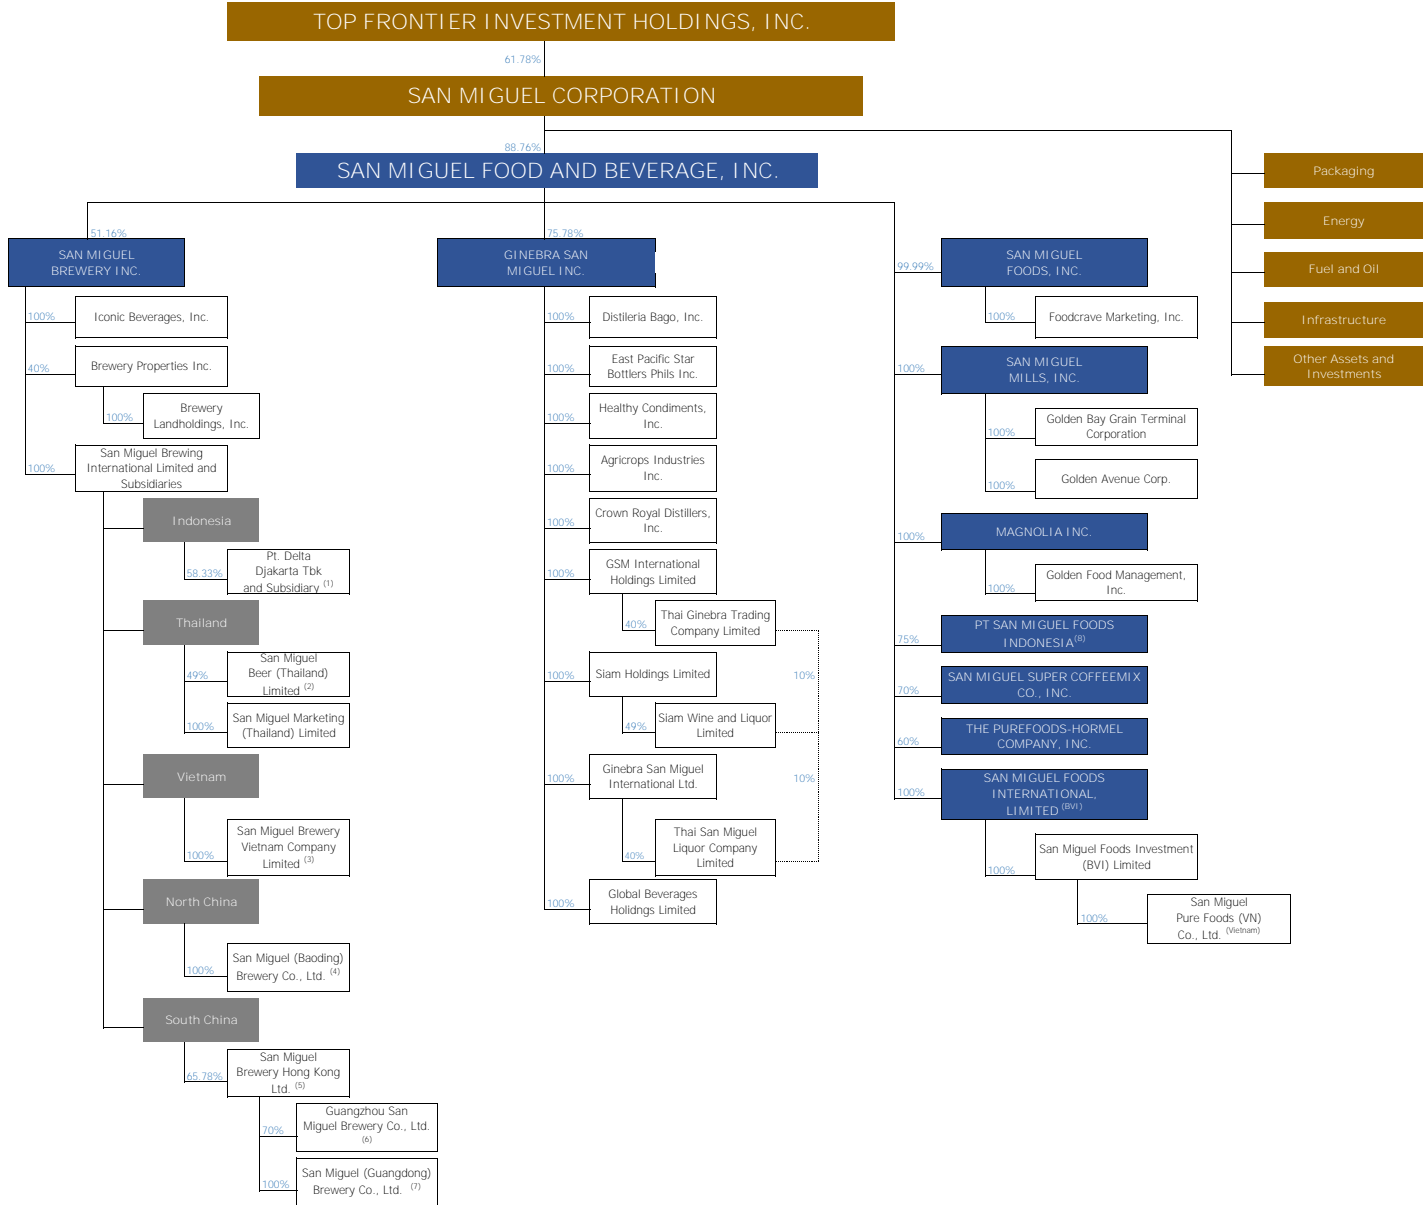 TOP FRONTIER INVESTMENT HOLDINGS, INC.
61.78%
SAN MIGUEL CORPORATION
88.76%
SAN MIGUEL FOOD AND BEVERAGE, INC.
Packaging
Energy
Fuel and Oil
Infrastructure
Other Assets and
Investments
51.16%
SAN MIGUEL
BREWERY INC.
100%
Iconic Beverages, Inc.
40%
Brewery Properties Inc.
100%
Brewery
Landholdings, Inc.
100%
San Miguel Brewing
International Limited and
Subsidiaries
Indonesia
58.33%
Pt. Delta
Djakarta Tbk
and Subsidiary (1)
Thailand
49%
San Miguel
Beer (Thailand)
Limited (2)
100%
San Miguel Marketing
(Thailand) Limited
Vietnam
100%
San Miguel Brewery
Vietnam Company
Limited (3)
North China
100%
San Miguel (Baoding)
Brewery Co., Ltd. (4)
South China
65.78%
San Miguel
Brewery Hong Kong
Ltd. (5)
70%
Guangzhou San
Miguel Brewery Co., Ltd.
(6)
100%
San Miguel (Guangdong)
Brewery Co., Ltd. (7)
75.78%
GINEBRA SAN
MIGUEL INC.
100%
Distileria Bago, Inc.
100%
East Pacific Star
Bottlers Phils Inc.
100%
Healthy Condiments,
Inc.
100%
Agricrops Industries
Inc.
100%
Crown Royal Distillers,
Inc.
100%
GSM International
Holdings Limited
40%
Thai Ginebra Trading
Company Limited
100%
Siam Holdings Limited
10%
49%
Siam Wine and Liquor
Limited
100%
Ginebra San Miguel
International Ltd.
10%
40%
Thai San Miguel
Liquor Company
Limited
100%
Global Beverages
Holidngs Limited
99.99%
SAN MIGUEL
FOODS, INC.
100%
Foodcrave Marketing, Inc.
100%
SAN MIGUEL
MILLS, INC.
100%
Golden Bay Grain Terminal
Corporation
100%
Golden Avenue Corp.
100%
MAGNOLIA INC.
100%
Golden Food Management,
Inc.
75%
PT SAN MIGUEL FOODS
INDONESIA(8)
70%
SAN MIGUEL SUPER COFFEEMIX
CO., INC.
60%
THE PUREFOODS-HORMEL
COMPANY, INC.
100%
SAN MIGUEL FOODS
INTERNATIONAL,
LIMITED (BVI)
100%
San Miguel Foods Investment
(BVI) Limited
100%
San Miguel
Pure Foods (VN)
Co., Ltd. (Vietnam)